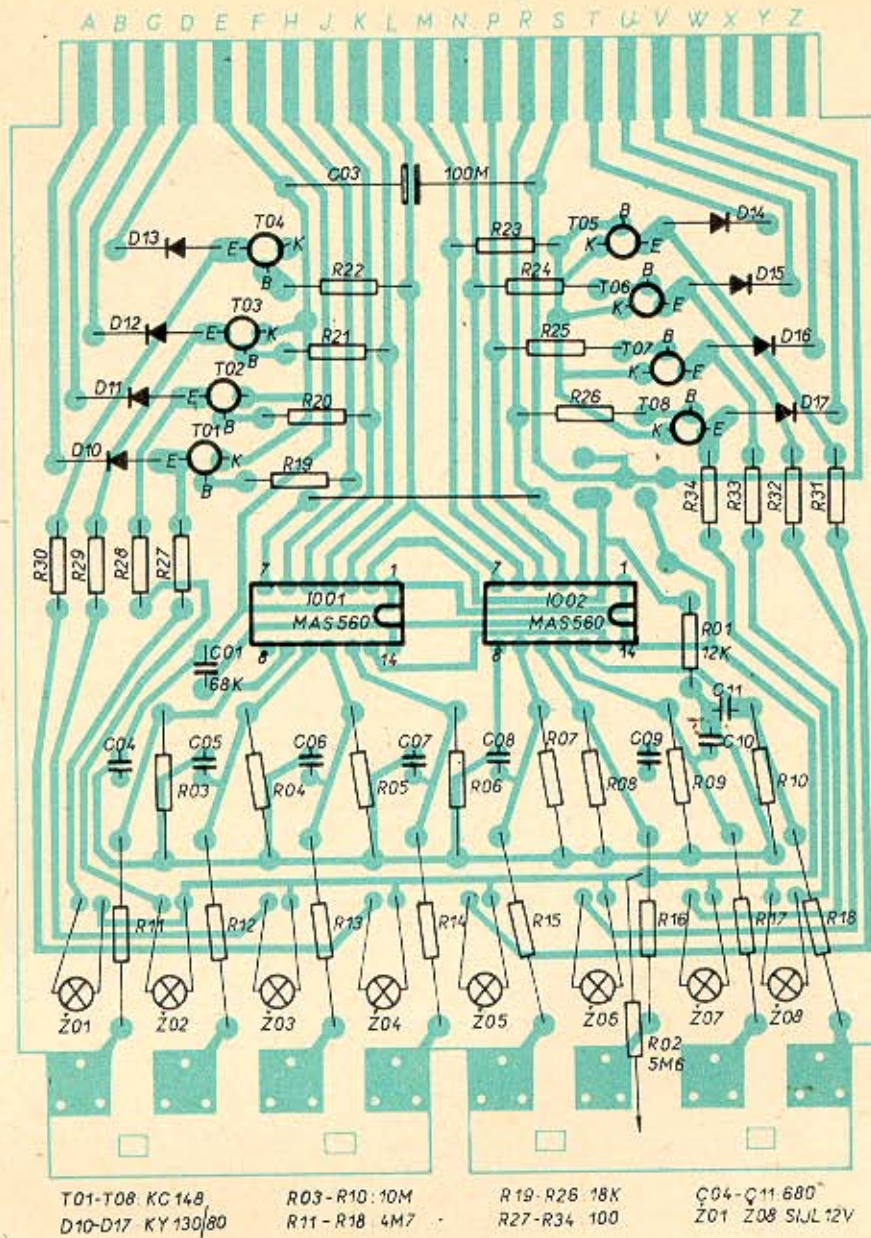 A B C D E F H J K L M N P R S T U V W X Y Z
C03 100M
T04 T05 B D14
D13 E K R23
B R22 K E
R24 T06 B D15
T03 K E
D12 E K R21 R25 T07 B D16
B
T02 K E
D11 E R20 R26 T08 B D17
B K E
T01
D10 E K R19
B
R34 R33 R32 R31
R30 R29 R28 R27
7 1 7 1
IO01 IO02
MAS560 MAS560
8 14 8 14
R01
12K
C01
68K
C11
C04 C05 C06 C07 C08 C09 C10
R03 R04 R05 R06 R07 R08 R09 R10
R11 R12 R13 R14 R15 R16 R17 R18
Ž01 Ž02 Ž03 Ž04 Ž05 Ž06 Ž07 Ž08
R02
5M6
T01-T08 KC148 R03-R10: 10M R19-R26 18K C04-C11 680
D10-D17 KY 130/80 R11-R18 4M7 R27-R34 100 Ž01 Ž08 SIJL 12V